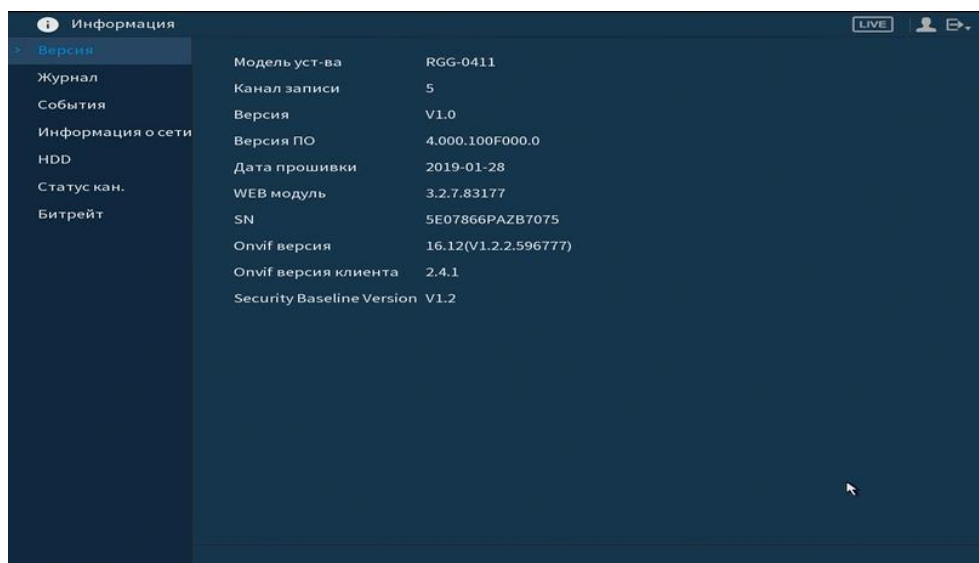 Информация
LIVE
> Версия
Журнал
События
Информация о сети
HDD
Статус кан.
Битрейт
Модель уст-ва RGG-0411
Канал записи 5
Версия V1.0
Версия ПО 4.000.100F000.0
Дата прошивки 2019-01-28
WEB модуль 3.2.7.83177
SN 5E07866PAZB7075
Onvif версия 16.12(V1.2.2.596777)
Onvif версия клиента 2.4.1
Security Baseline Version V1.2